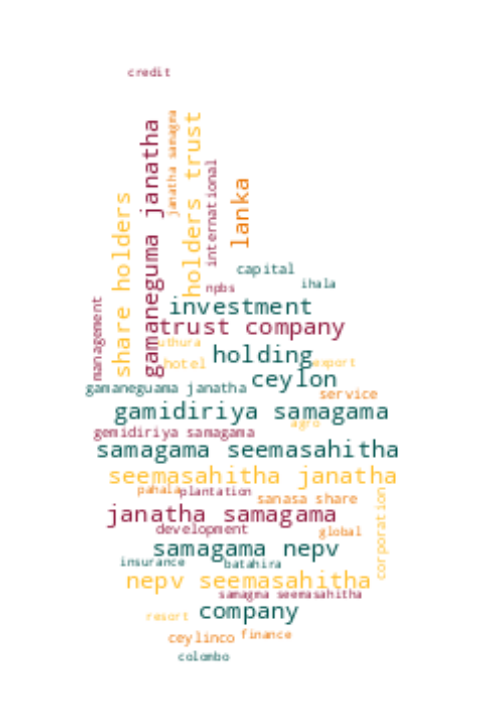 credit
gamaneguma janatha
janatha samagma
holders trust
share holders
international
lanka
management
capital
ihala
npbs
investment
trust company
uthura
holding
hotel
export
ceylon
gamaneguama janatha
service
gamidiriya samagama
agro
gemidiriya samagama
samagama seemasahitha
seemasahitha janatha
pahala
plantation
sanasa share
corporation
janatha samagama
development
global
samagama nepv
insurance
batahira
nepv seemasahitha
samagma seemasahitha
company
resort
ceylinco
finance
colombo